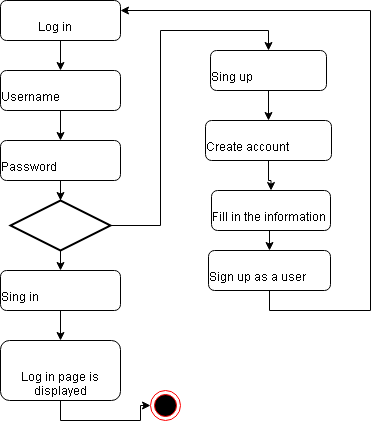 Log in
Username
Password
Sing in
Log in page is
displayed
Sing up
Create account
Fill in the information
Sign up as a user